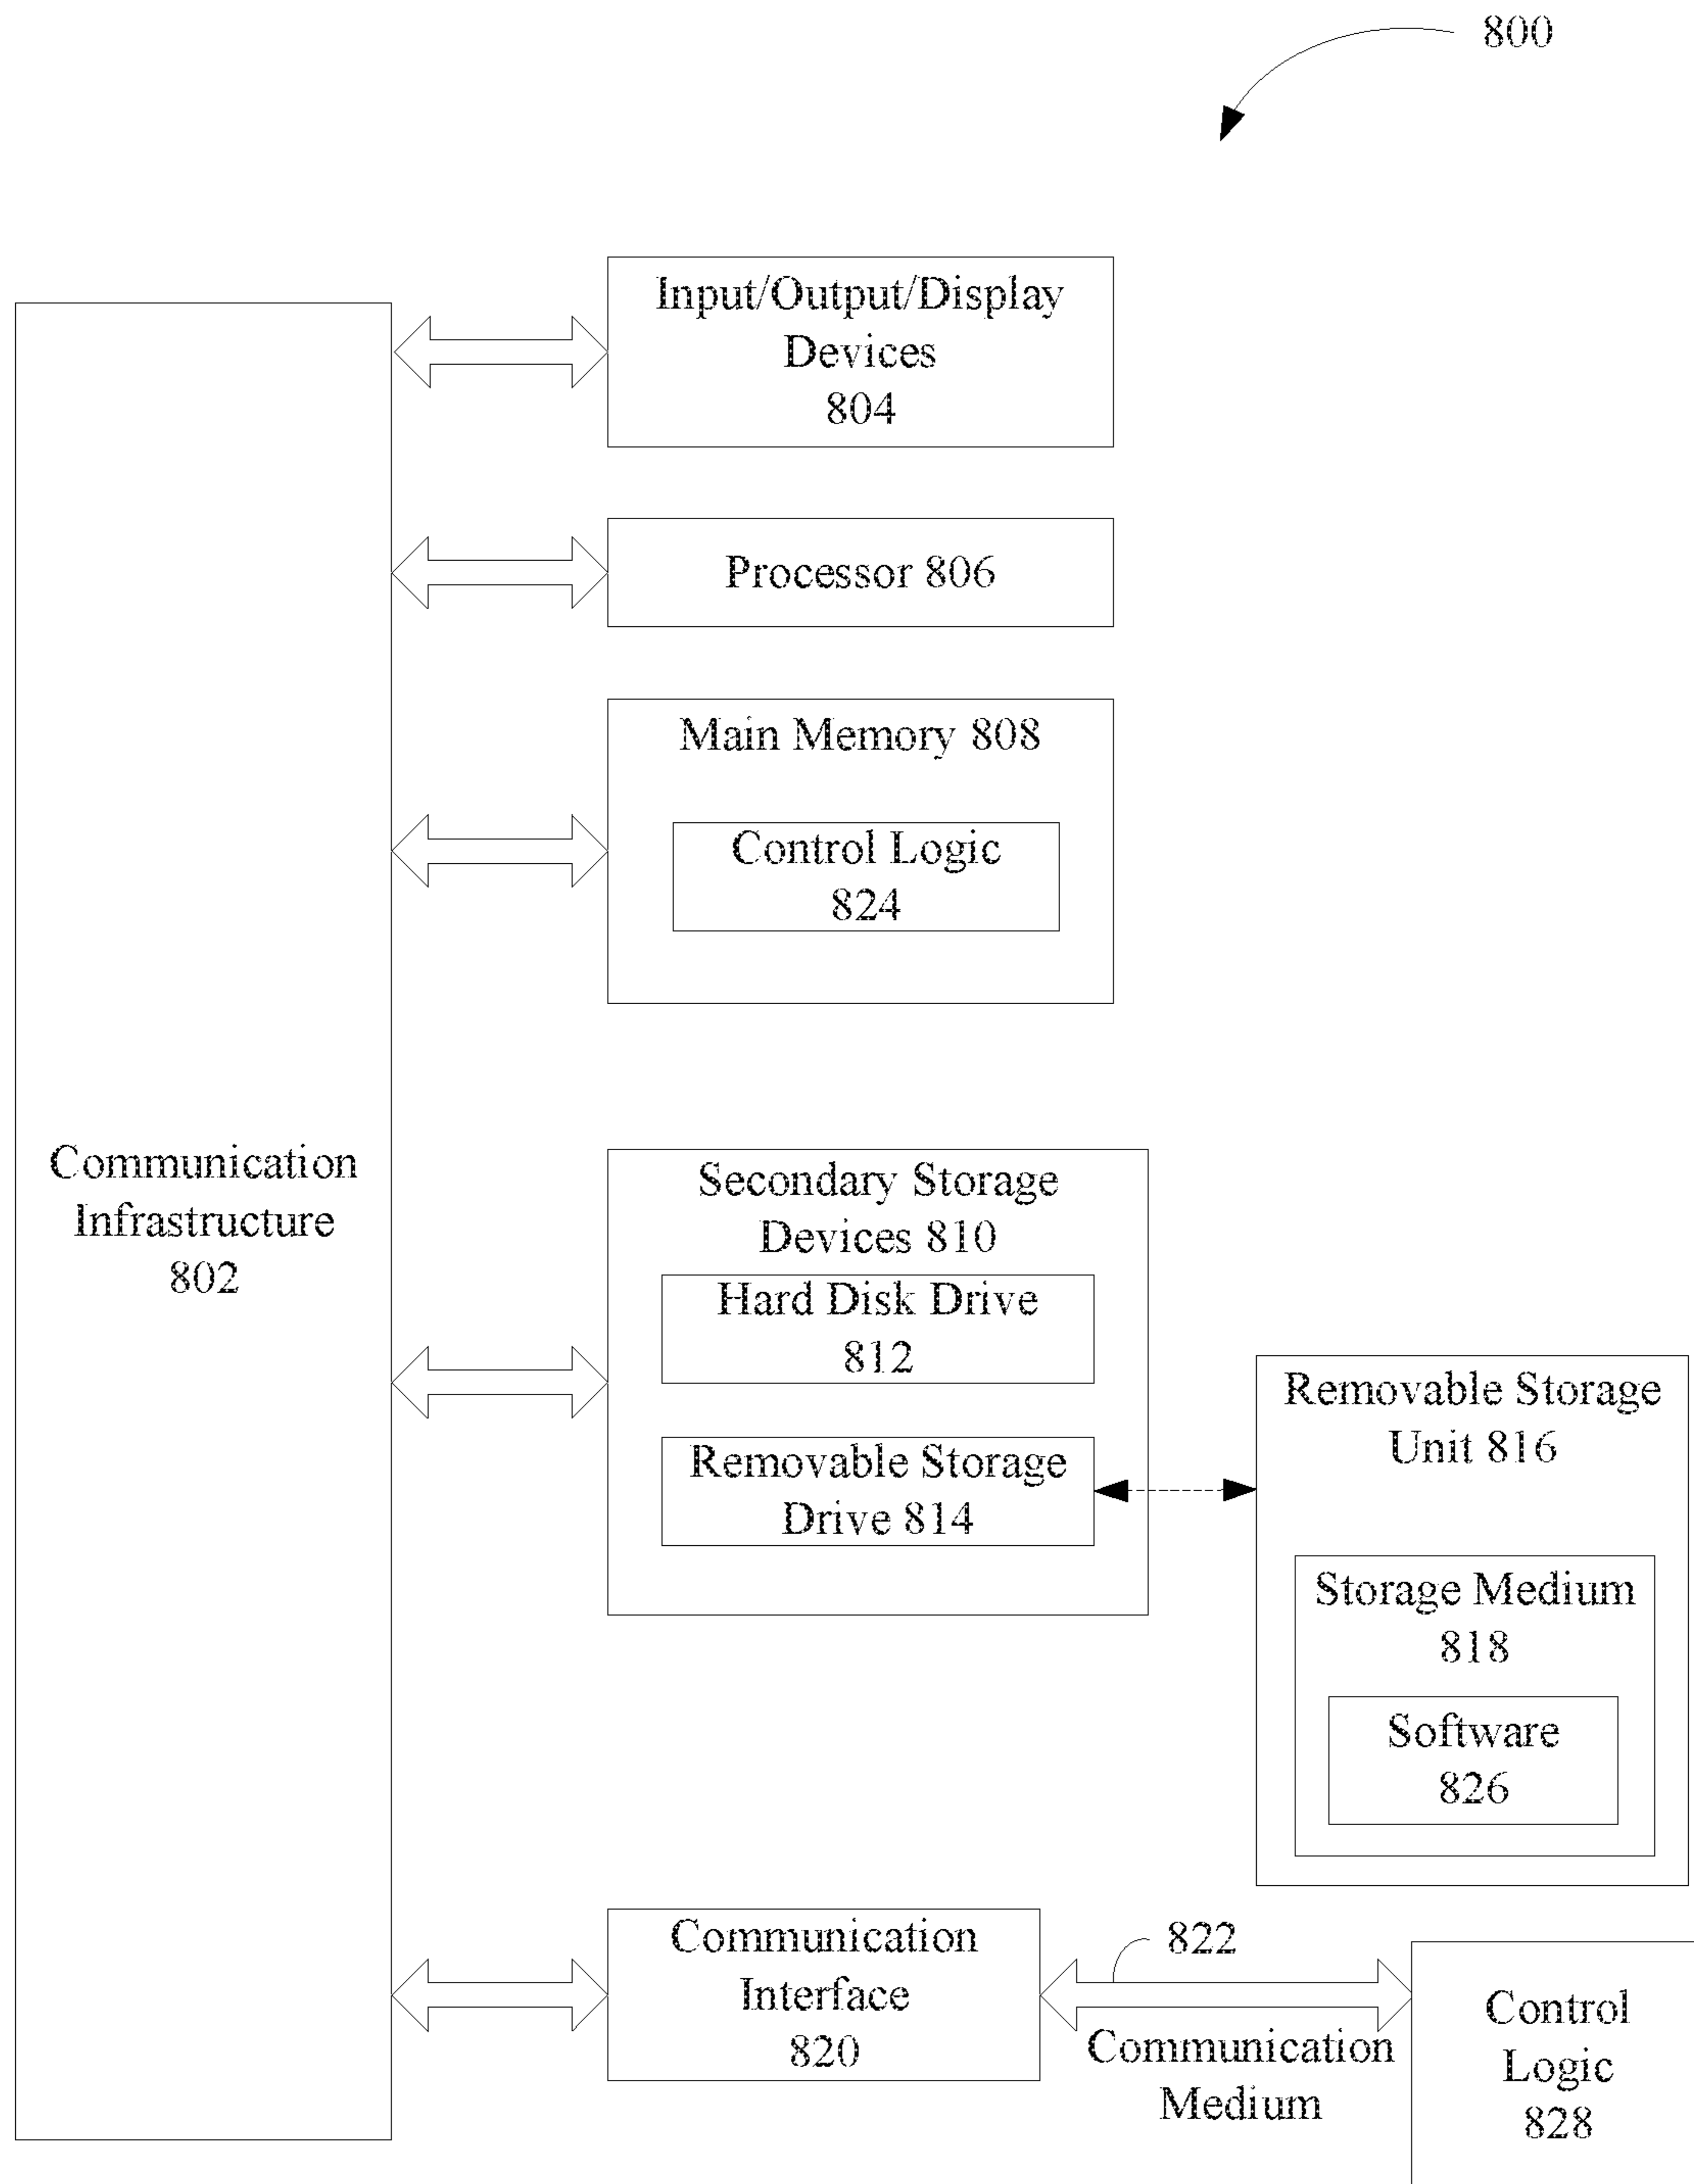 800
Input/Output/Display
Devices
804
Processor 806
Main Memory 808
Control Logic
824
Communication
Infrastructure
802
Secondary Storage
Devices 810
Hard Disk Drive
812
Removable Storage
Drive 814
Removable Storage
Unit 816
Storage Medium
818
Software
826
Communication
Interface
820
822
Communication
Medium
Control
Logic
828